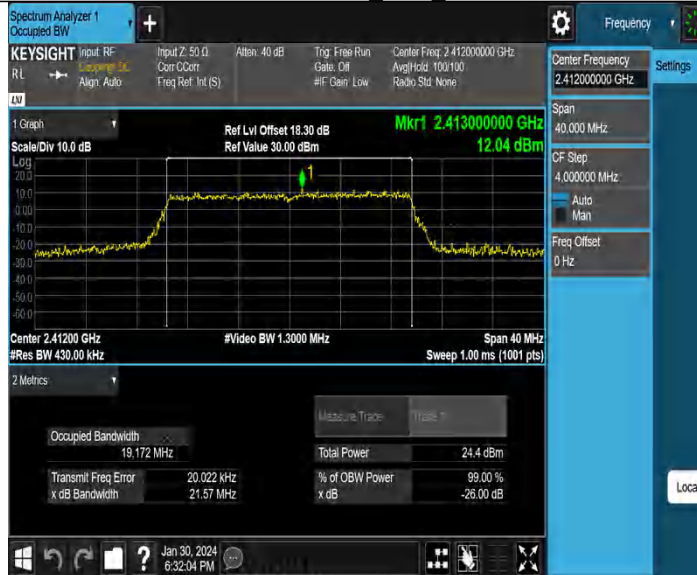 Spectrum Analyzer 1
Occupied BW
+
Frequency
KEYSIGHT
Input: RF
Coupling: DC
Align: Auto
Input Z: 50 Ω
Corr CCorr
Freq Ref: Int (S)
Atten: 40 dB
Trig: Free Run
Gate: Off
#IF Gain: Low
Center Freq: 2.412000000 GHz
Avg|Hold: 100/100
Radio Std: None
R L
LXI
Center Frequency
2.412000000 GHz
Settings
Span
40.000 MHz
CF Step
4.000000 MHz
Auto
Man
Freq Offset
0 Hz
1 Graph
Scale/Div 10.0 dB
Ref Lvl Offset 18.30 dB
Ref Value 30.00 dBm
Mkr1 2.413000000 GHz
12.04 dBm
Log
20.0
10.0
0.00
-10.0
-20.0
-30.0
-40.0
-50.0
-60.0
1
Center 2.41200 GHz
#Res BW 430.00 kHz
#Video BW 1.3000 MHz
Span 40 MHz
Sweep 1.00 ms (1001 pts)
2 Metrics
Measure Trace
Trace 1
Occupied Bandwidth
19.172 MHz
Total Power
24.4 dBm
Transmit Freq Error
20.022 kHz
% of OBW Power
99.00 %
x dB Bandwidth
21.57 MHz
x dB
-26.00 dB
Loca
?
Jan 30, 2024
6:32:04 PM